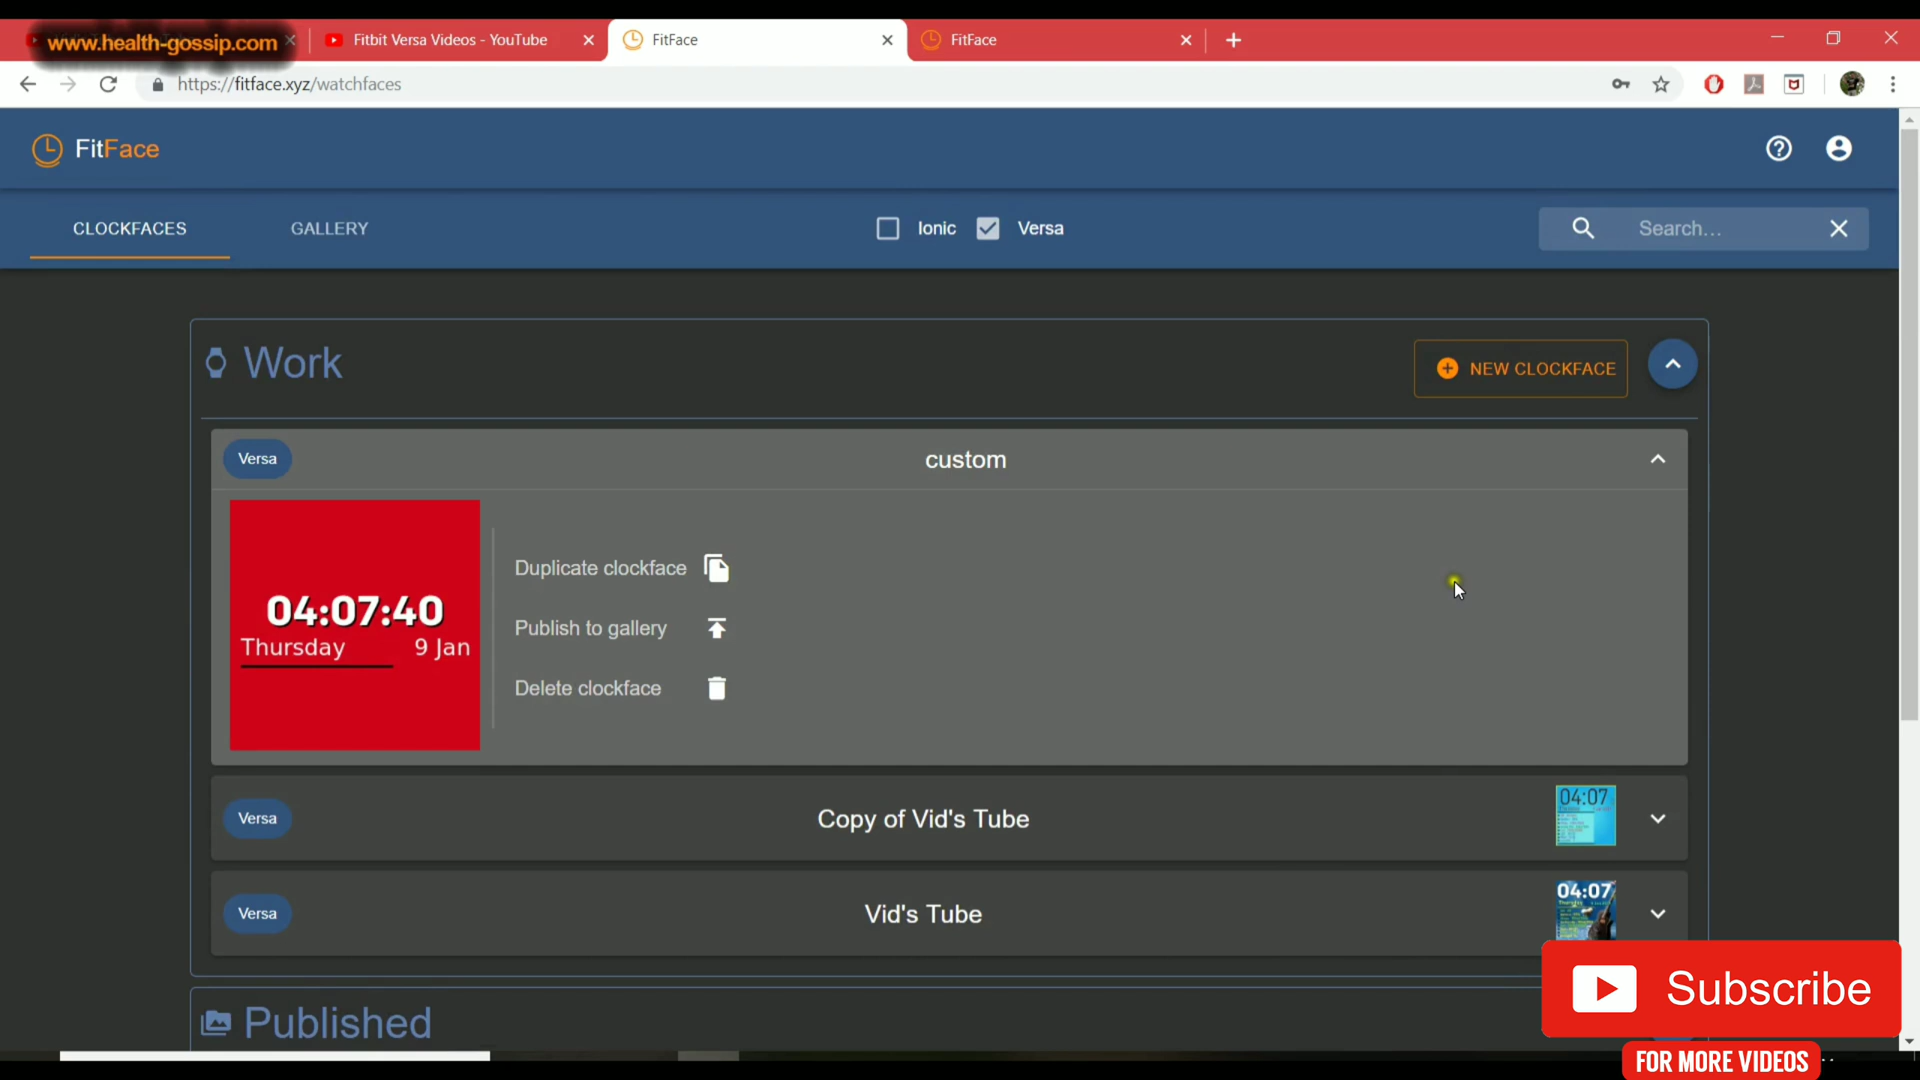 www.health-gossip.com
Fitbit Versa Videos - YouTube
FitFace
FitFace
https://fitface.xyz/watchfaces
FitFace
CLOCKFACES
GALLERY
Ionic
Versa
Search...
Work
NEW CLOCKFACE
Versa
custom
04:07:40
Thursday
9 Jan
Duplicate clockface
Publish to gallery
Delete clockface
Versa
Copy of Vid's Tube
04:07
Versa
Vid's Tube
04:07
Subscribe
Published
FOR MORE VIDEOS